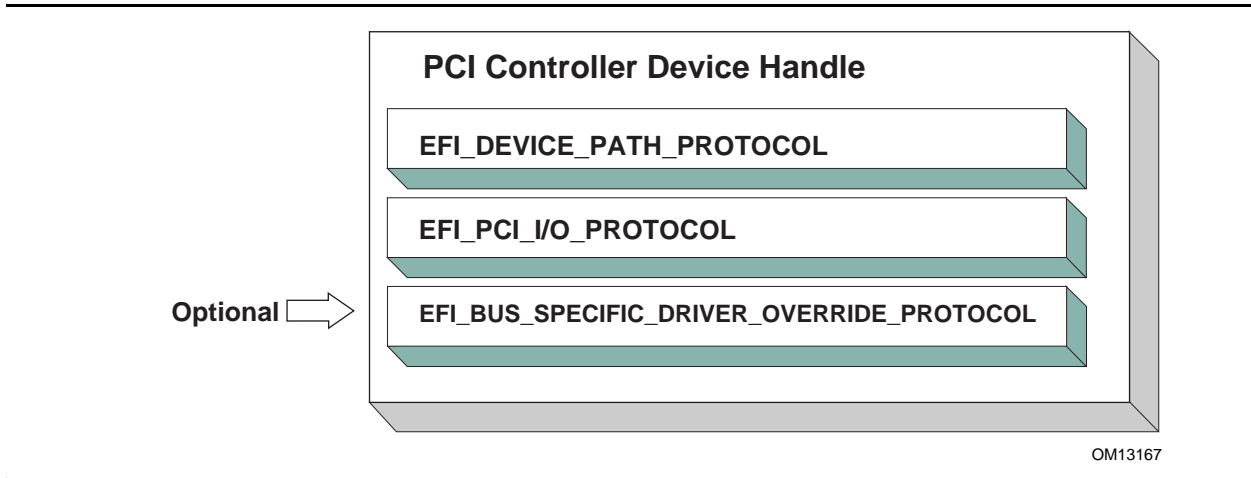 PCI Controller Device Handle
EFI_DEVICE_PATH_PROTOCOL
EFI_PCI_I/O_PROTOCOL
Optional
EFI_BUS_SPECIFIC_DRIVER_OVERRIDE_PROTOCOL
OM13167